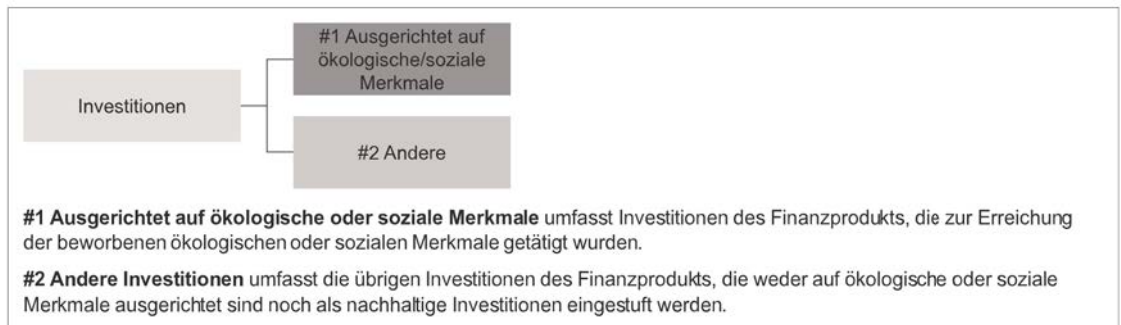 #1 Ausgerichtet auf
ökologische/soziale
Merkmale
Investitionen
#2 Andere
#1 Ausgerichtet auf ökologische oder soziale Merkmale umfasst Investitionen des Finanzprodukts, die zur Erreichung
der beworbenen ökologischen oder sozialen Merkmale getätigt wurden.
#2 Andere Investitionen umfasst die übrigen Investitionen des Finanzprodukts, die weder auf ökologische oder soziale
Merkmale ausgerichtet sind noch als nachhaltige Investitionen eingestuft werden.